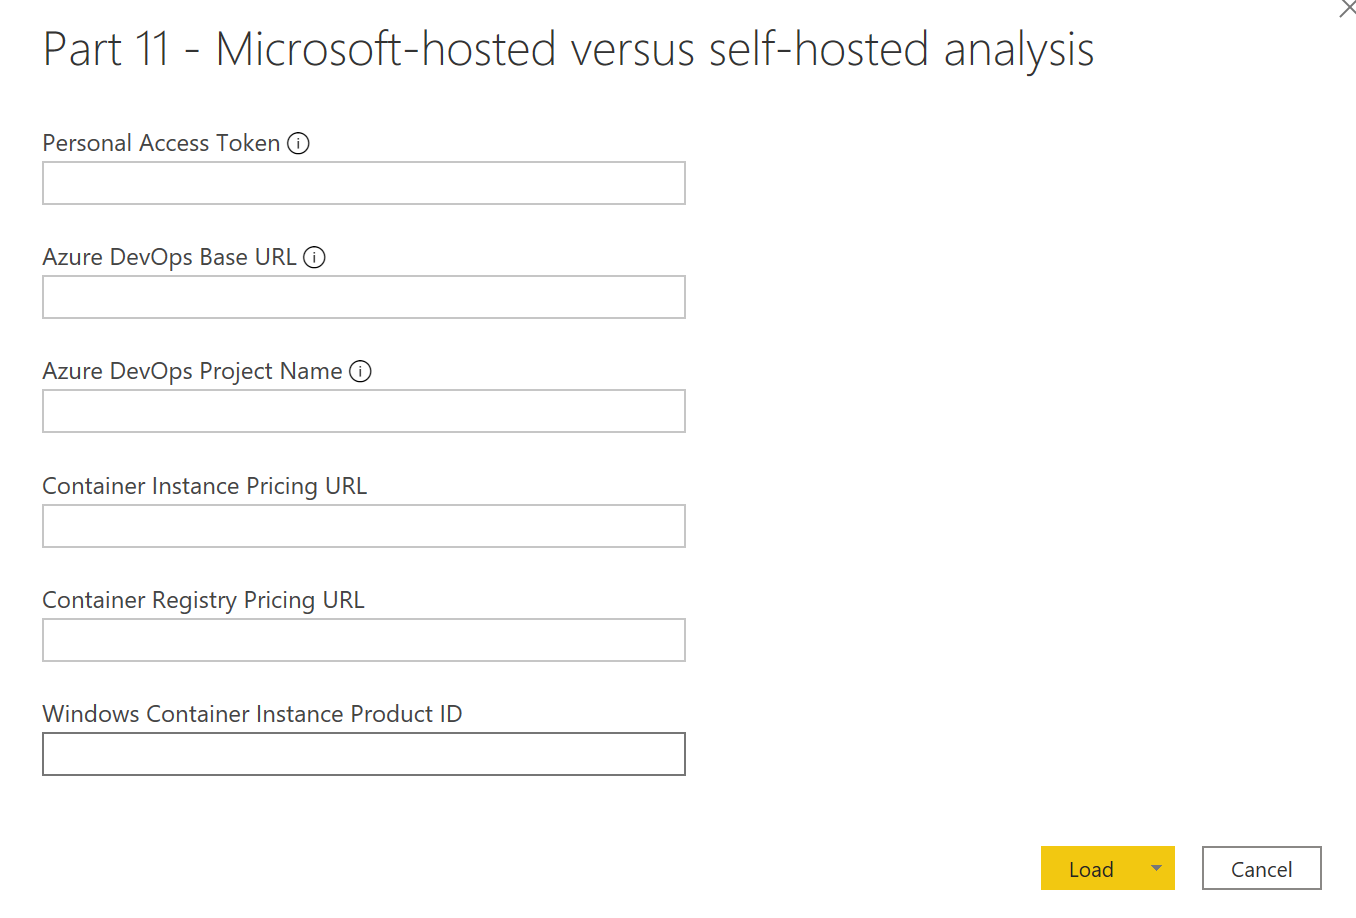 Part 11 - Microsoft-hosted versus self-hosted analysis
Personal Access Token
Azure DevOps Base URL
Azure DevOps Project Name
Container Instance Pricing URL
Container Registry Pricing URL
Windows Container Instance Product ID
Load
Cancel